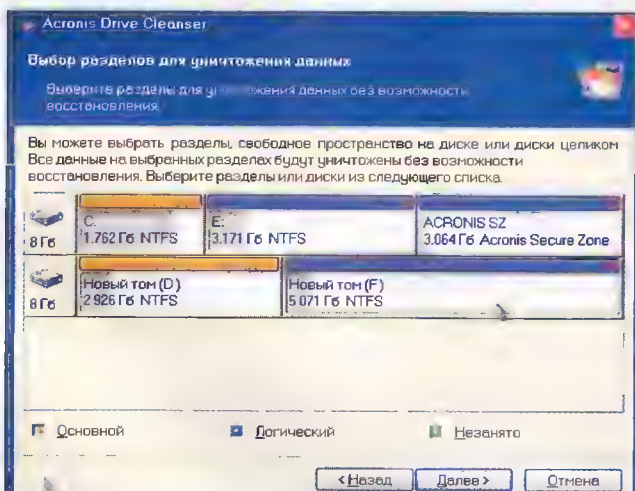 Acronis Drive Cleanser
Выбор разделов для уничтожения данных
Выберите разделы для уничтожения данных без возможности
восстановления.
Вы можете выбрать разделы, свободное пространство на диске или диски целиком
Все данные на выбранных разделах будут уничтожены без возможности
восстановления. Выберите разделы или диски из следующего списка.
8 Гб
C:
1.762 Гб NTFS
E:
3.171 Гб NTFS
ACRONIS SZ
3.064 Гб Acronis Secure Zone
8 Гб
Новый том (D)
2.926 Гб NTFS
Новый том (F)
5.071 Гб NTFS
Основной
Логический
Незанято
<Назад
Далее>
Отмена